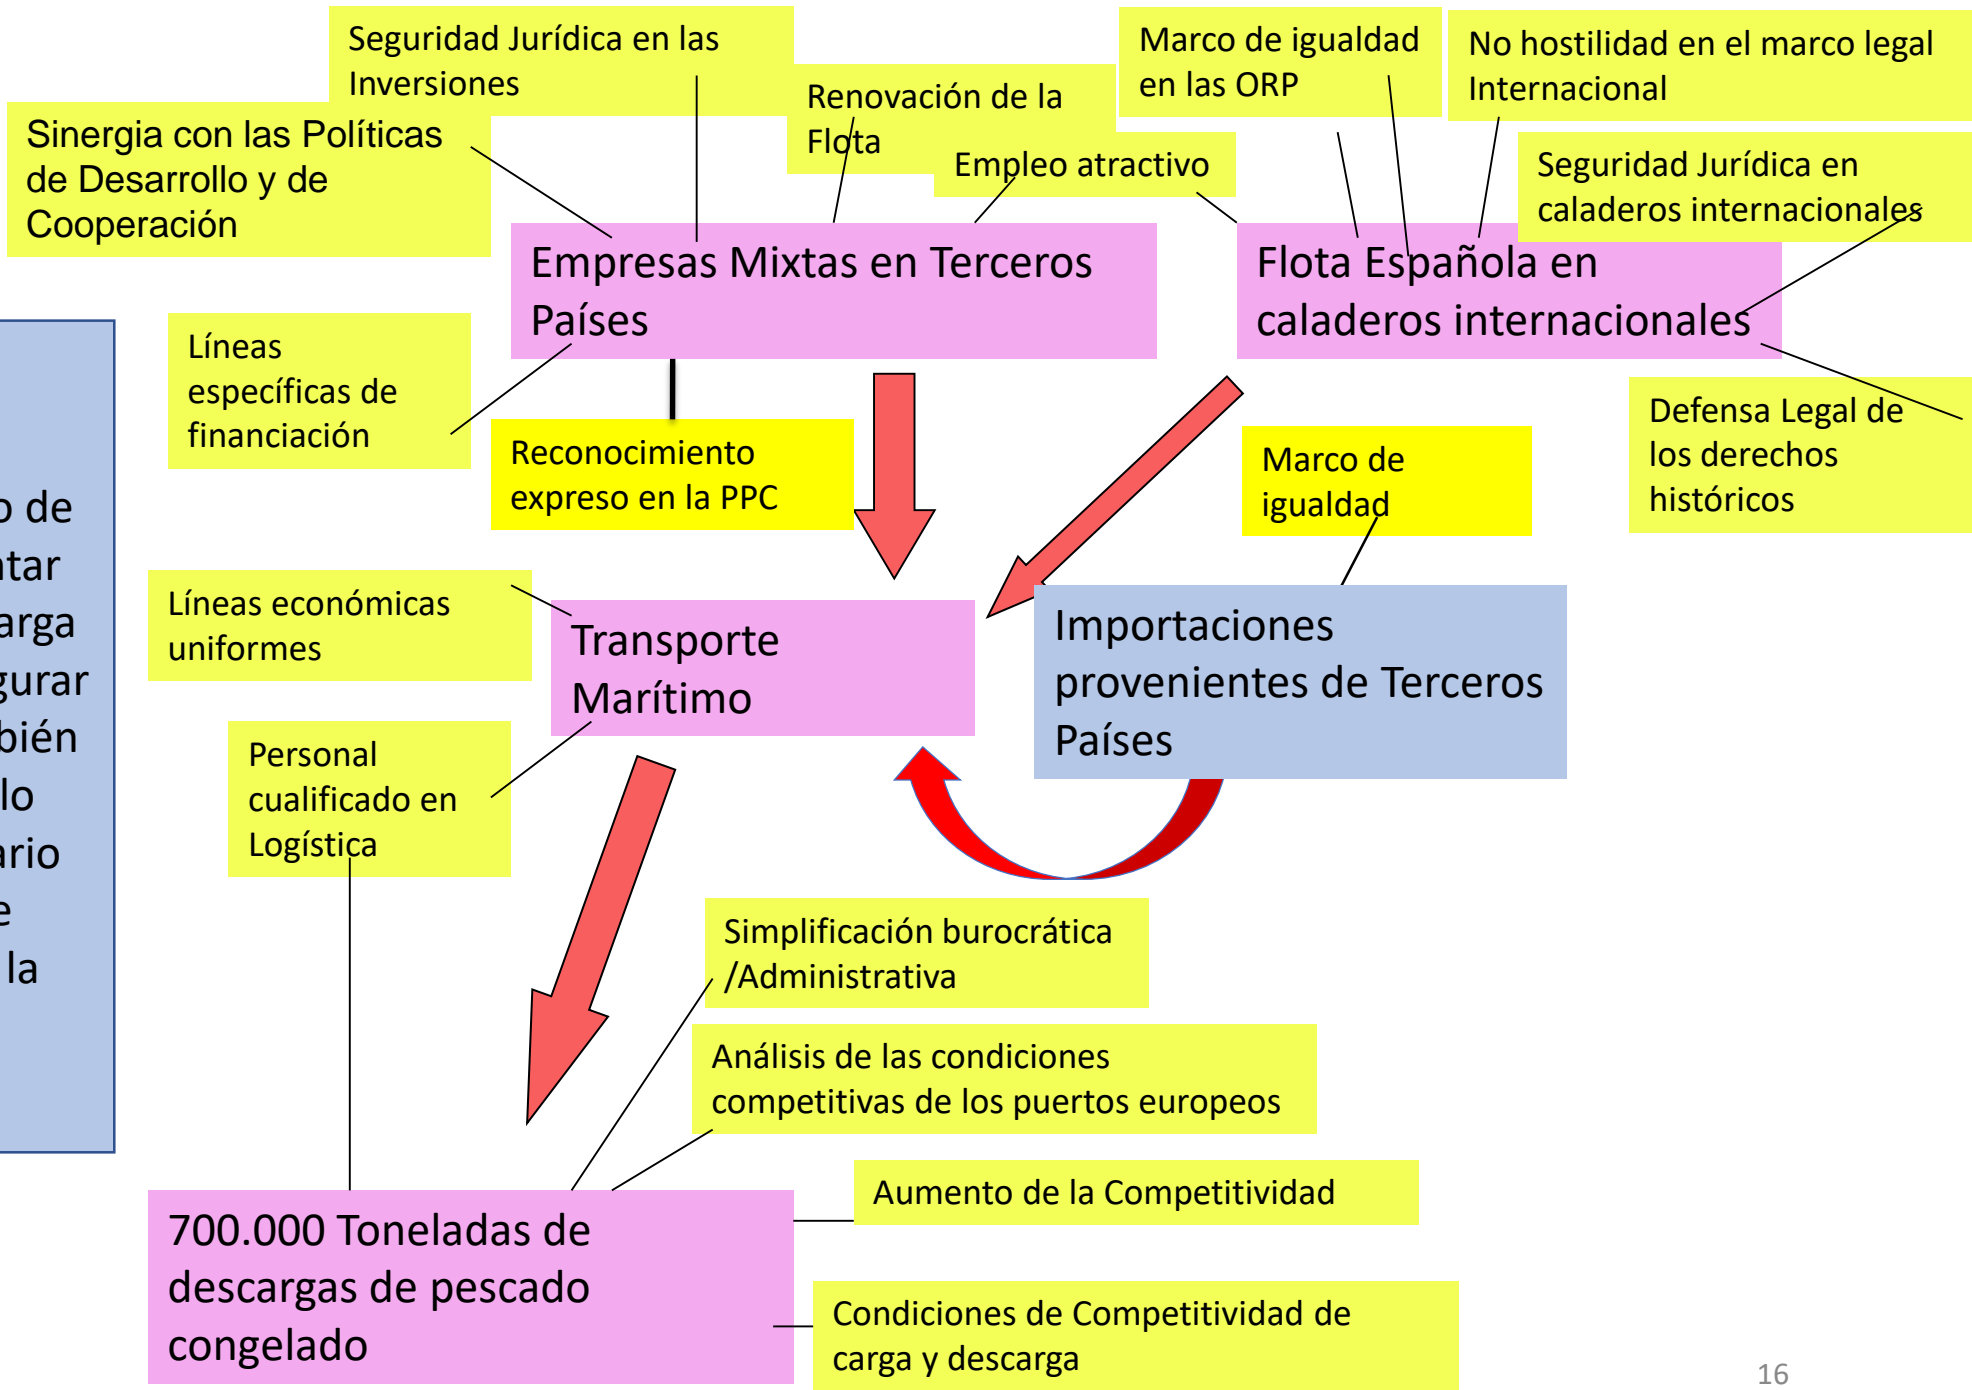 Seguridad Jurídica en las
Inversiones
Marco de igualdad
en las ORP
No hostilidad en el marco legal
Internacional
Renovación de la
Flota
Sinergia con las Políticas
de Desarrollo y de
Cooperación
Empleo atractivo
Seguridad Jurídica en
caladeros internacionales
Empresas Mixtas en Terceros
Países
Flota Española en
caladeros internacionales
Líneas
específicas de
financiación
Reconocimiento
expreso en la PPC
Marco de
igualdad
Defensa Legal de
los derechos
históricos
de
la
Líneas económicas
uniformes
Transporte
Marítimo
Importaciones
provenientes de Terceros
Países
Personal
cualificado en
Logística
Simplificación burocrática
/Administrativa
Análisis de las condiciones
competitivas de los puertos europeos
Aumento de la Competitividad
700.000 Toneladas de
descargas de pescado
congelado
Condiciones de Competitividad de
carga y descarga
16